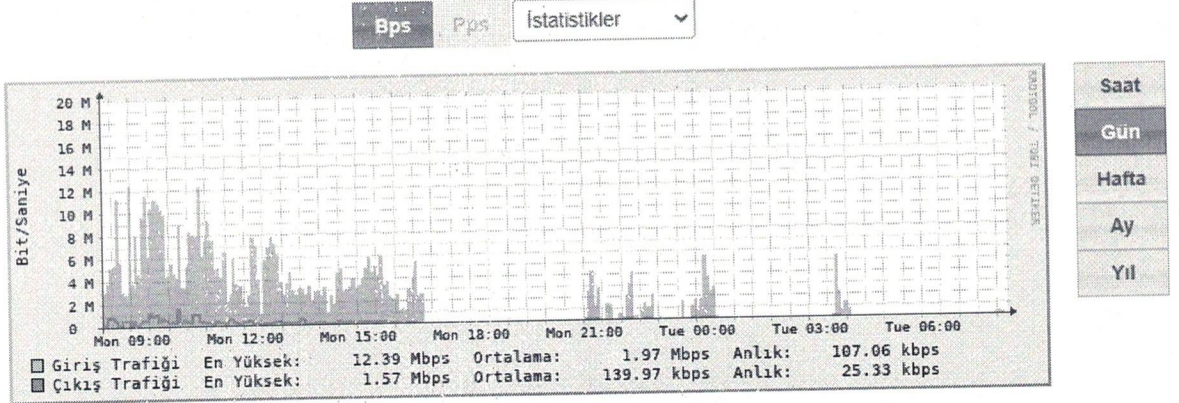 Bps Pps İstatistikler
RRDTOOL / TOBI OETIKER
Saat
Gün
Hafta
Ay
Yıl
Bit/Saniye
20 M
18 M
16 M
14 M
12 M
10 M
8 M
6 M
4 M
2 M
0
Mon 09:00 Mon 12:00 Mon 15:00 Mon 18:00 Mon 21:00 Tue 00:00 Tue 03:00 Tue 06:00
Giriş Trafiği En Yüksek: 12.39 Mbps Ortalama: 1.97 Mbps Anlık: 107.06 kbps
Çıkış Trafiği En Yüksek: 1.57 Mbps Ortalama: 139.97 kbps Anlık: 25.33 kbps